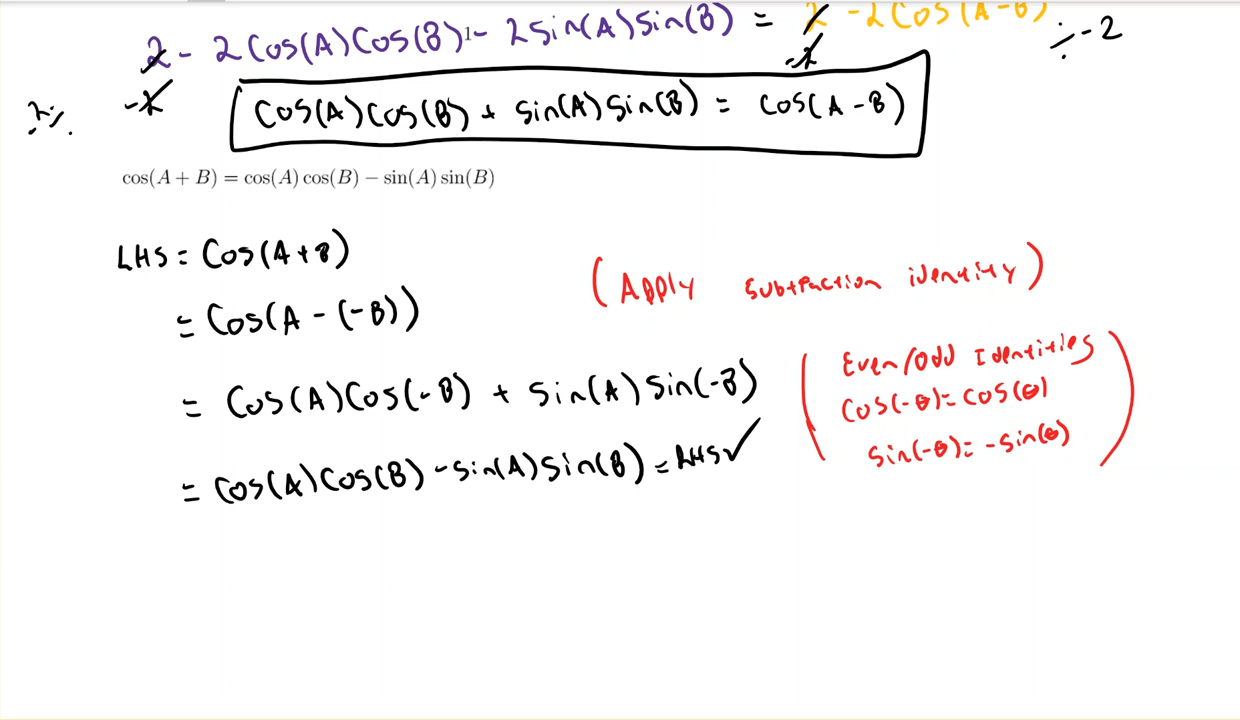 2 - 2Cos(A)Cos(B) - 2Sin(A)Sin(B) = 2 - 2Cos(A-B) ÷ -2
-2 -2
Cos(A)Cos(B) + Sin(A)Sin(B) = Cos(A - B)
cos(A + B) = cos(A) cos(B) − sin(A) sin(B)
LHS = Cos(A+B)
(Apply subtraction identity)
= Cos(A - (-B))
(Even/odd Identities
= Cos(A)Cos(-B) + Sin(A)Sin(-B)
Cos(-θ) = Cos(θ)
Sin(-θ) = -Sin(θ))
= Cos(A)Cos(B) - Sin(A)Sin(B) = RHS ✓